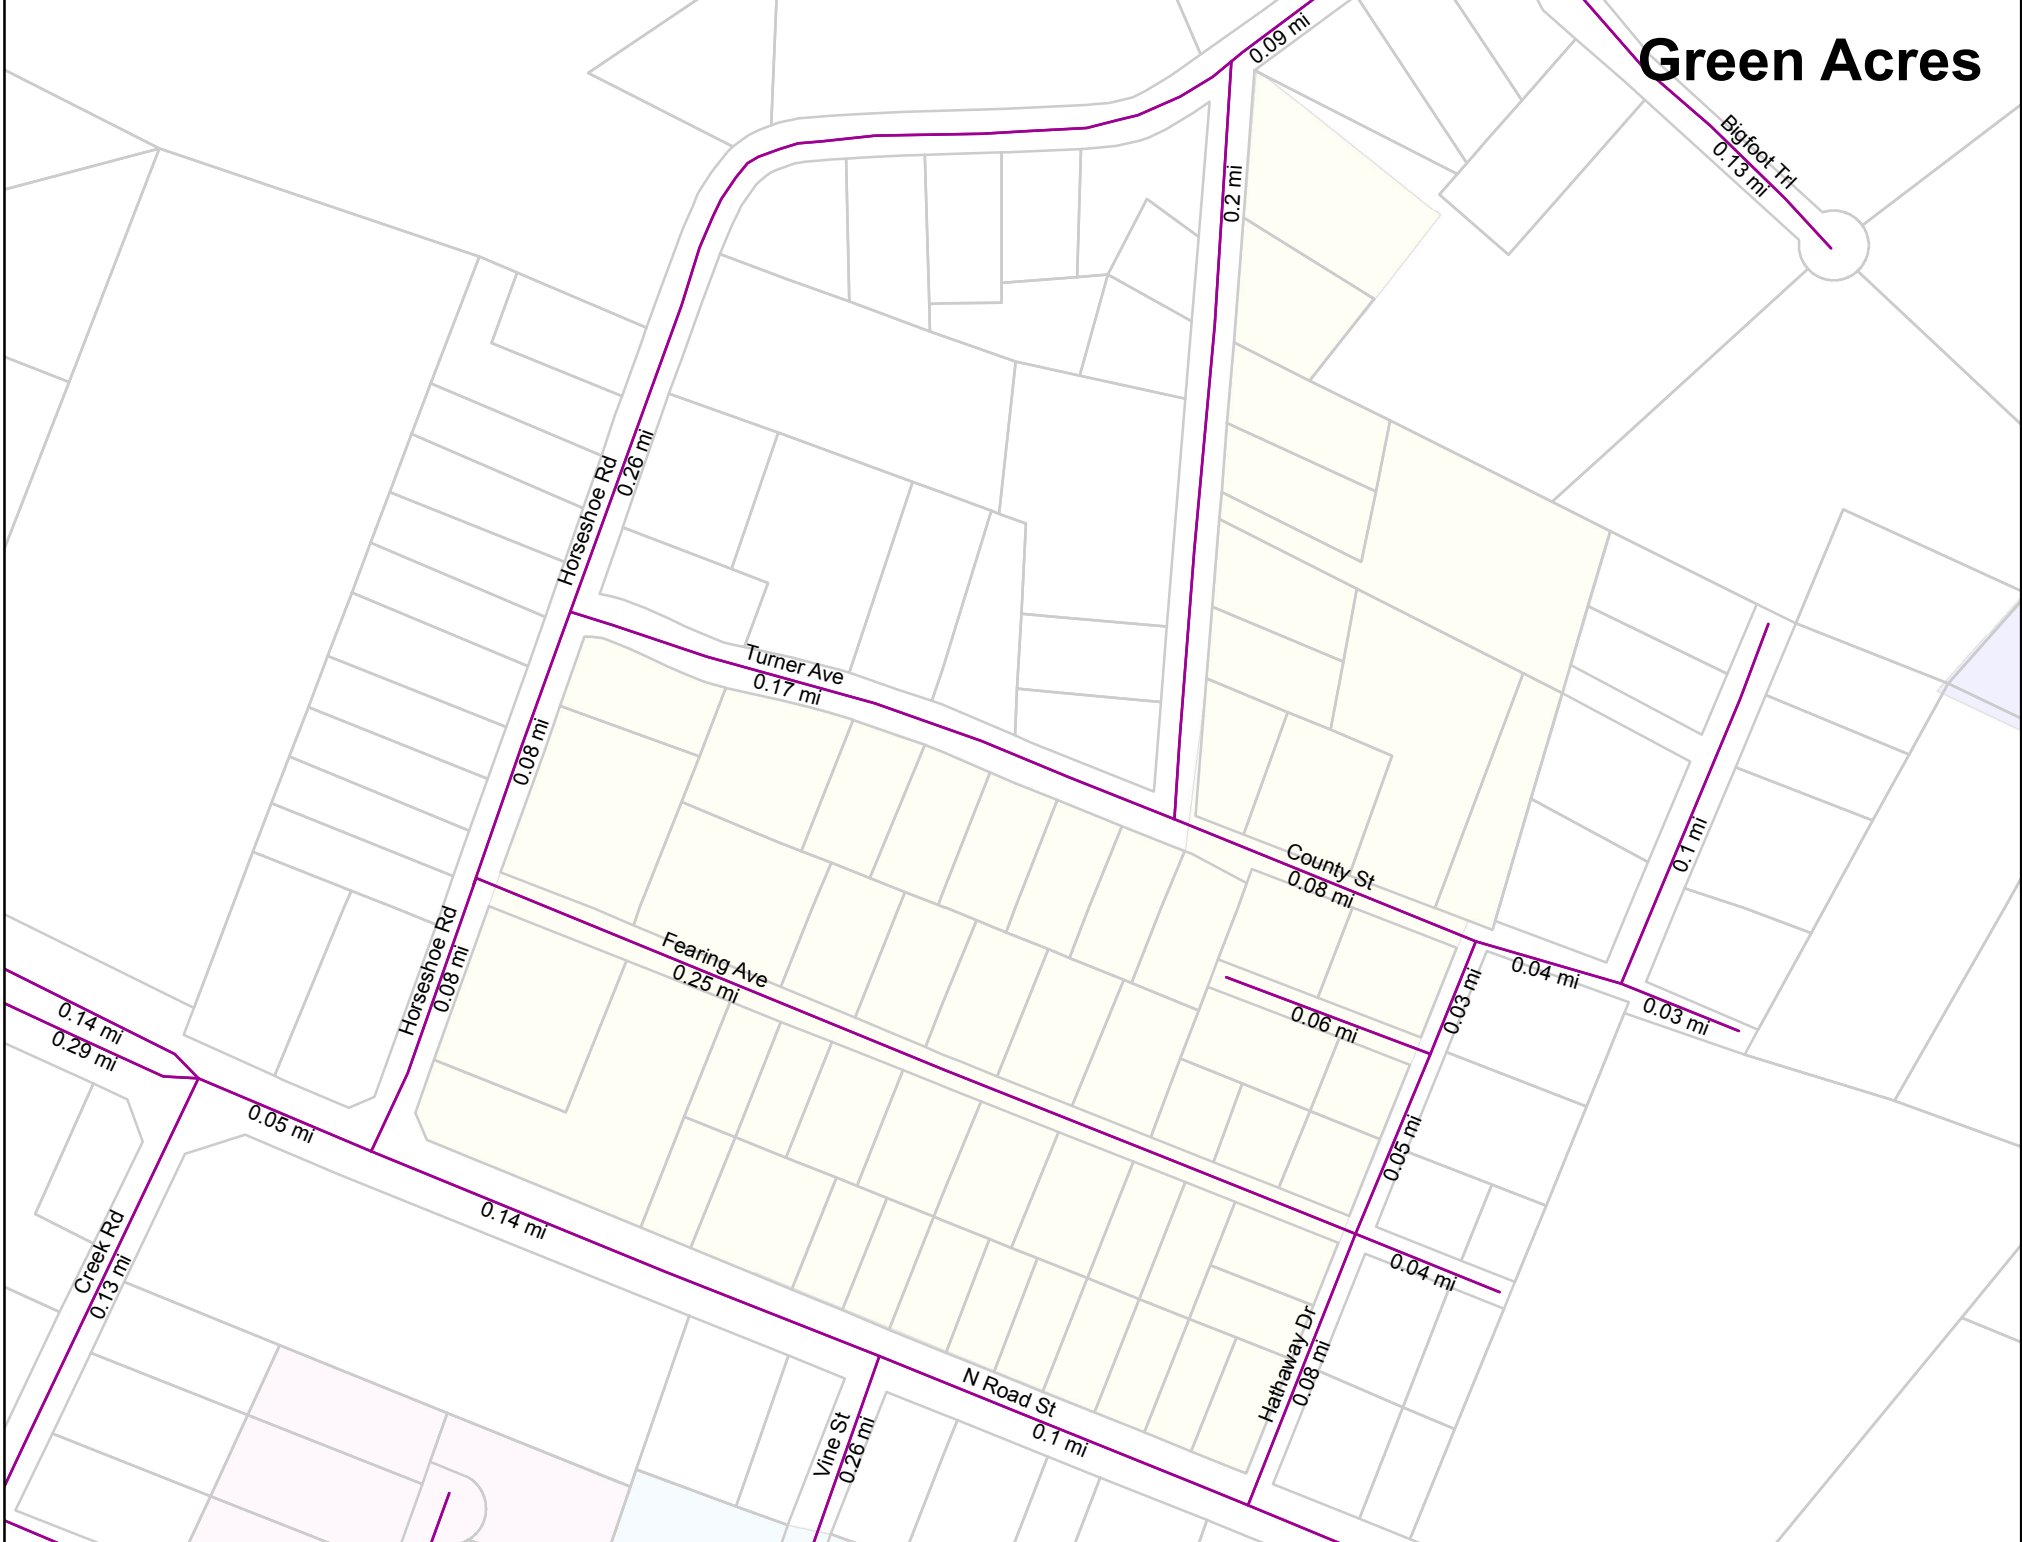 0.09 mi
Green Acres
Bigfoot Trl
0.13 mi
0.2 mi
Horseshoe Rd
0.26 mi
Turner Ave
0.17 mi
0.08 mi
County St
0.08 mi
0.1 mi
Horseshoe Rd
0.08 mi
Fearing Ave
0.25 mi
0.04 mi
0.03 mi
0.03 mi
0.06 mi
0.14 mi
0.29 mi
0.05 mi
0.05 mi
0.14 mi
Creek Rd
0.13 mi
0.04 mi
Hathaway Dr
0.08 mi
N Road St
0.1 mi
Vine St
0.26 mi